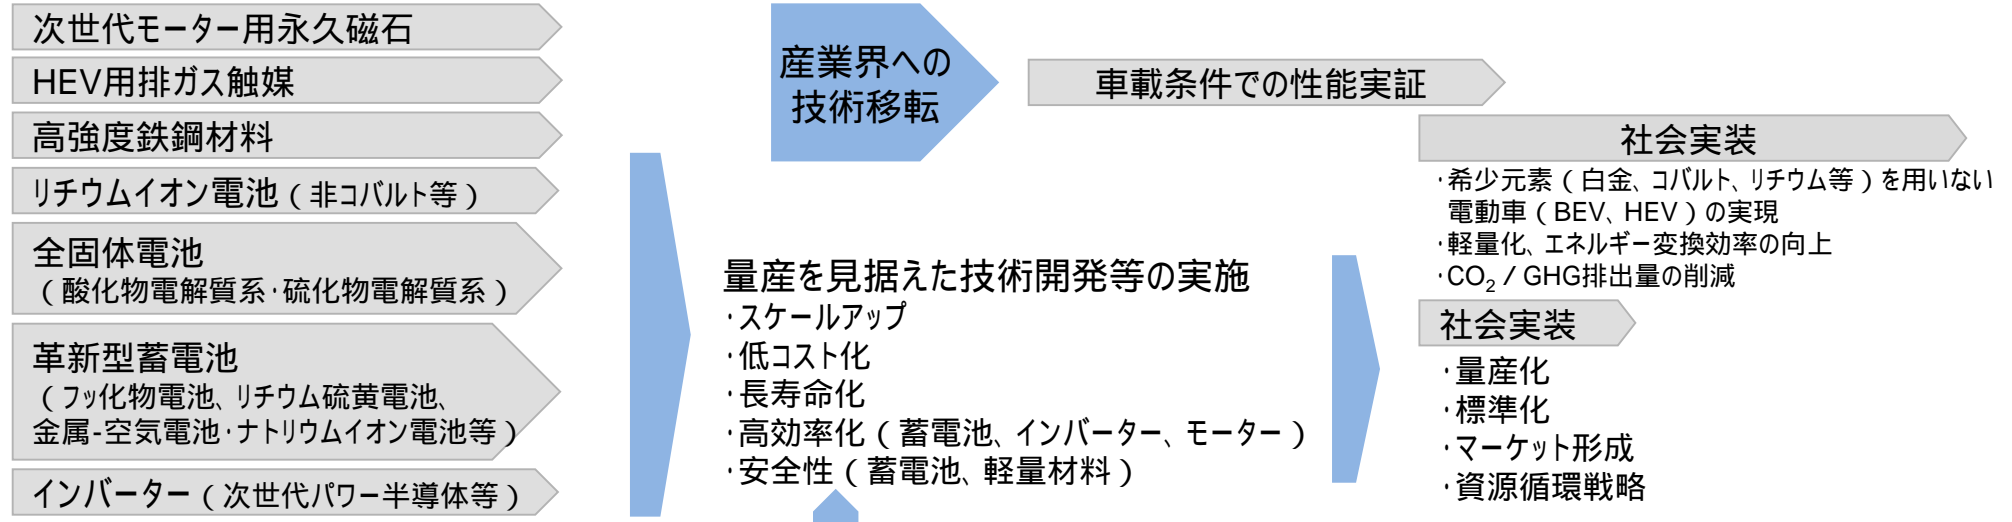 次世代モーター用永久磁石
HEV用排ガス触媒
高強度鉄鋼材料
リチウムイオン電池（非コバルト等）
全固体電池
（酸化物電解質系・硫化物電解質系）
革新型蓄電池
（フッ化物電池、リチウム硫黄電池、
金属-空気電池・ナトリウムイオン電池等）
インバーター（次世代パワー半導体等）
産業界への
技術移転
車載条件での性能実証
量産を見据えた技術開発等の実施
・スケールアップ
・低コスト化
・長寿命化
・高効率化（蓄電池、インバーター、モーター）
・安全性（蓄電池、軽量材料）
社会実装
・希少元素（白金、コバルト、リチウム等）を用いない
電動車（BEV、HEV）の実現
・軽量化、エネルギー変換効率の向上
・CO₂／GHG排出量の削減
社会実装
・量産化
・標準化
・マーケット形成
・資源循環戦略